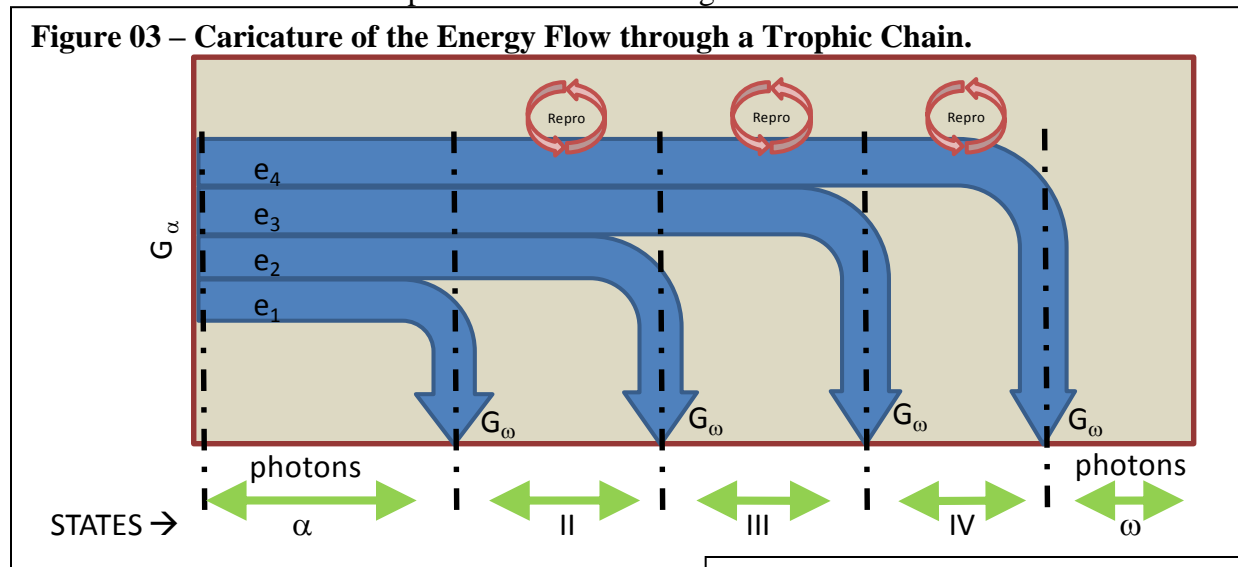 Figure 03 – Caricature of the Energy Flow through a Trophic Chain.
Repro Repro Repro
e4
e3
Gα
e2
e1
Gω Gω Gω Gω
photons photons
STATES → α II III IV ω